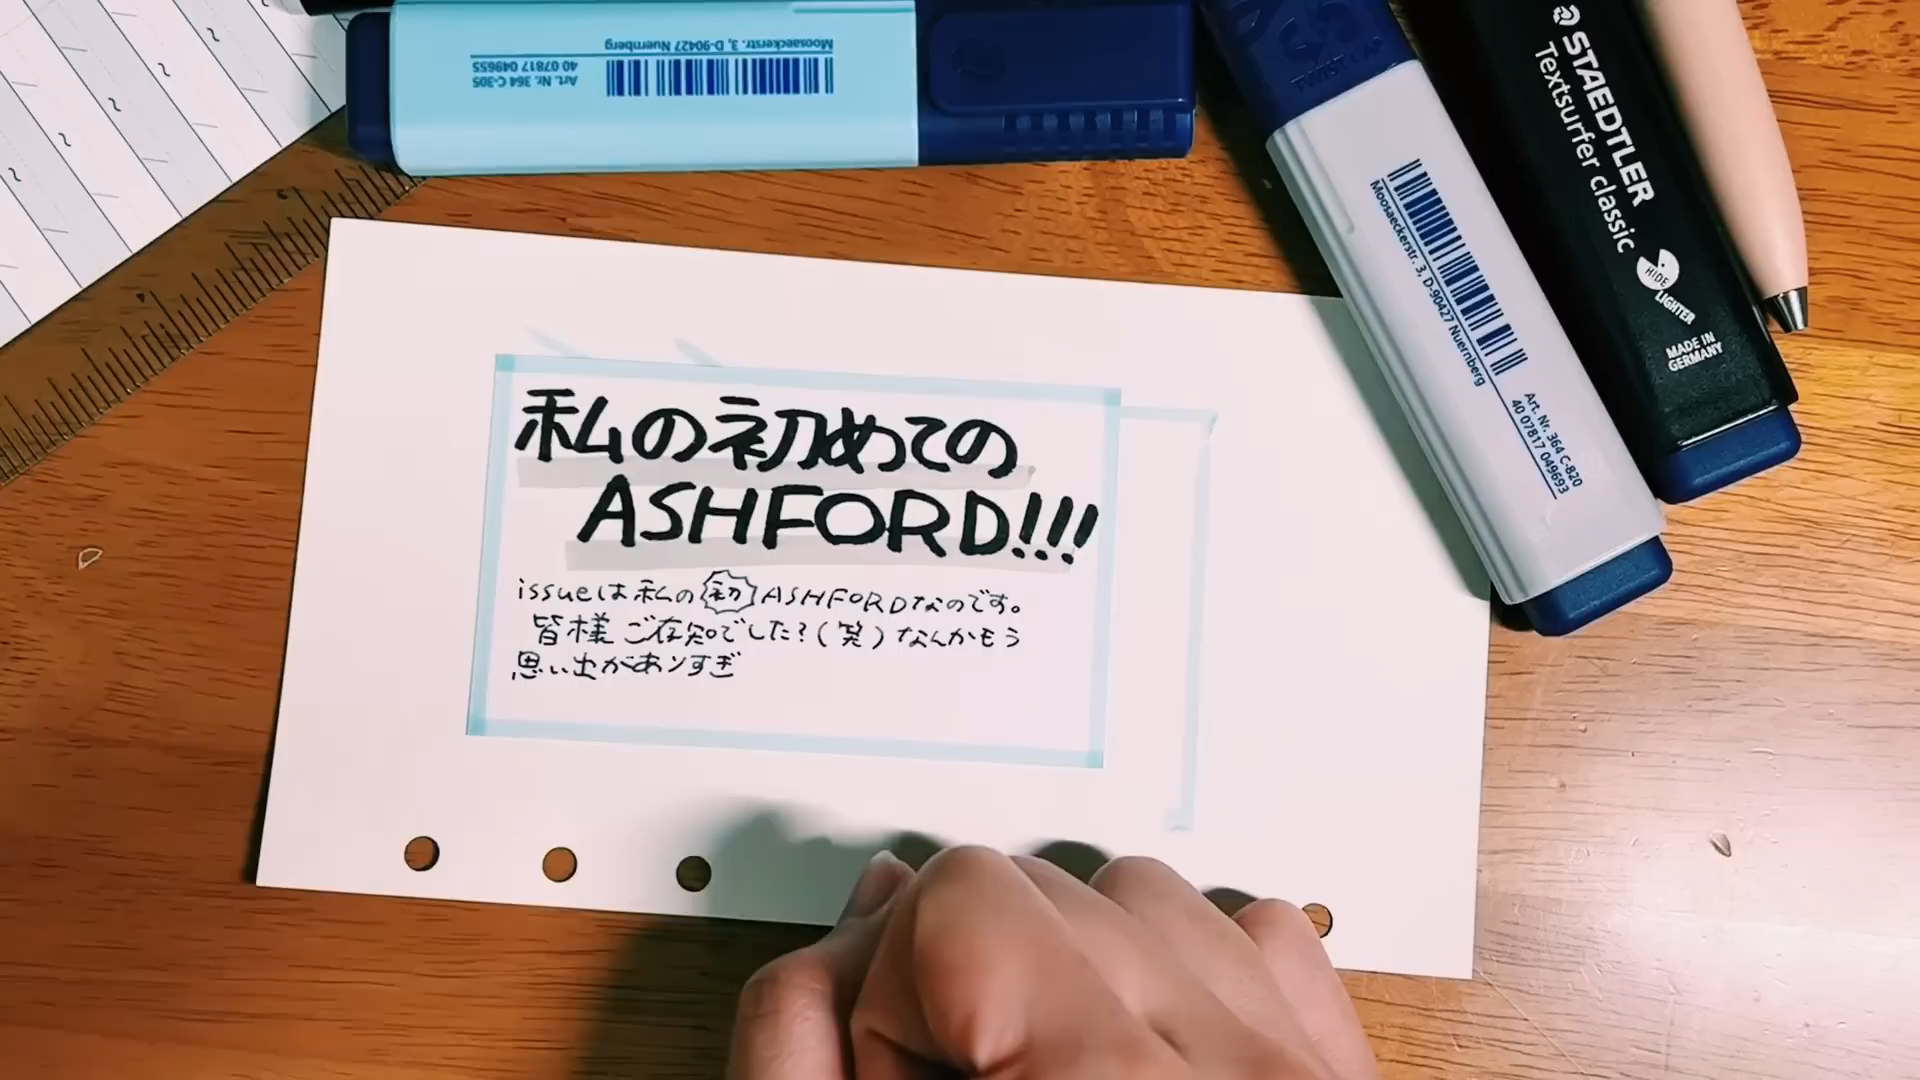 Moosaeckerstr. 3, D-90427 Nuernberg
Art. Nr. 364 C-305
40 07817 049655
STAEDTLER
Textsurfer classic
HIDE
LIGHTER
MADE IN
GERMANY
Moosaeckerstr. 3, D-90427 Nuernberg
Art. Nr. 364 C-820
40 07817 049693
私の初めての
ASHFORD!!!
issueは私の初ASHFORDなのです。
皆様ご存知でした?(笑)なんかもう
思い出がありすぎ